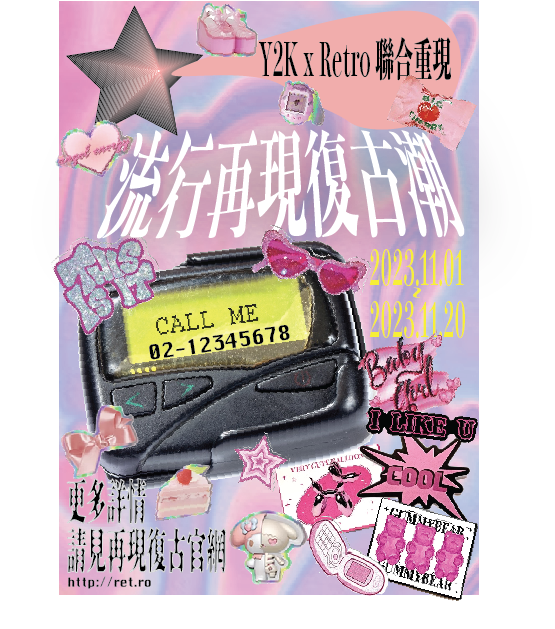 Y2K x Retro 聯合重現
angel energy
流行再現復古潮
THIS
IS IT
2023.11.01
~
2023.11.20
CALL ME
02-12345678
Baby
Girl
I LIKE U
COOL
GUMMYBEAR
GUMMYBEAR
更多詳情
請見再現復古官網
http://ret.ro